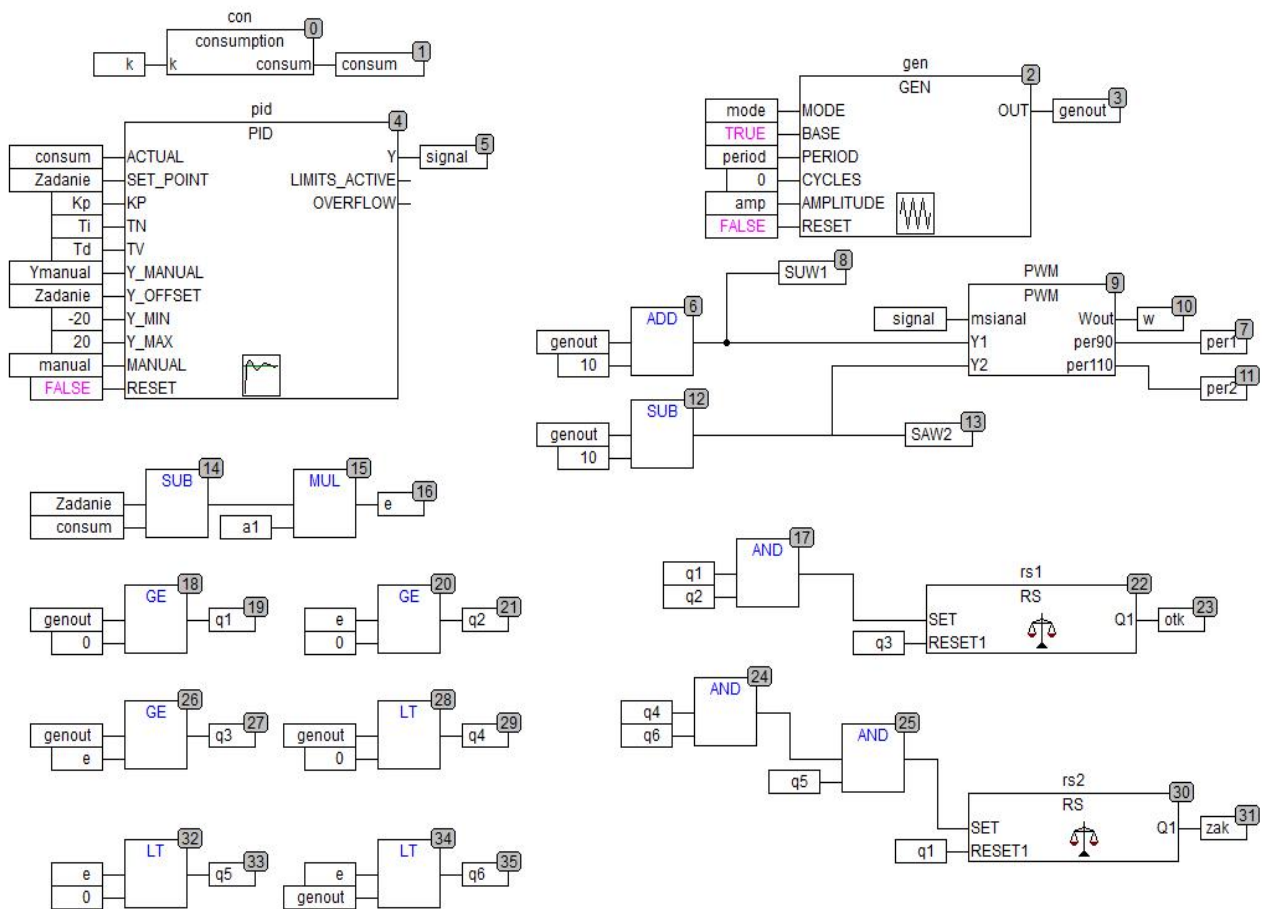 con
0
consumption
k
k
consum
consum
1
pid
4
PID
consum
ACTUAL
Y
signal
5
Zadanie
SET_POINT
LIMITS_ACTIVE
Kp
KP
OVERFLOW
Ti
TN
Td
TV
Ymanual
Y_MANUAL
Zadanie
Y_OFFSET
-20
Y_MIN
20
Y_MAX
manual
MANUAL
FALSE
RESET
gen
2
GEN
mode
MODE
OUT
genout
3
TRUE
BASE
period
PERIOD
0
CYCLES
amp
AMPLITUDE
FALSE
RESET
SUW1
8
6
ADD
genout
10
PWM
9
PWM
signal
msianal
Wout
w
10
Y1
per90
per1
7
Y2
per110
per2
11
12
SUB
genout
10
SAW2
13
14
SUB
Zadanie
consum
15
MUL
a1
e
16
17
AND
q1
q2
rs1
22
RS
SET
Q1
otk
23
q3
RESET1
18
GE
genout
0
q1
19
20
GE
e
0
q2
21
24
AND
q4
q6
25
AND
q5
26
GE
genout
e
q3
27
28
LT
genout
0
q4
29
rs2
30
RS
SET
Q1
zak
31
q1
RESET1
32
LT
e
0
q5
33
34
LT
e
genout
q6
35